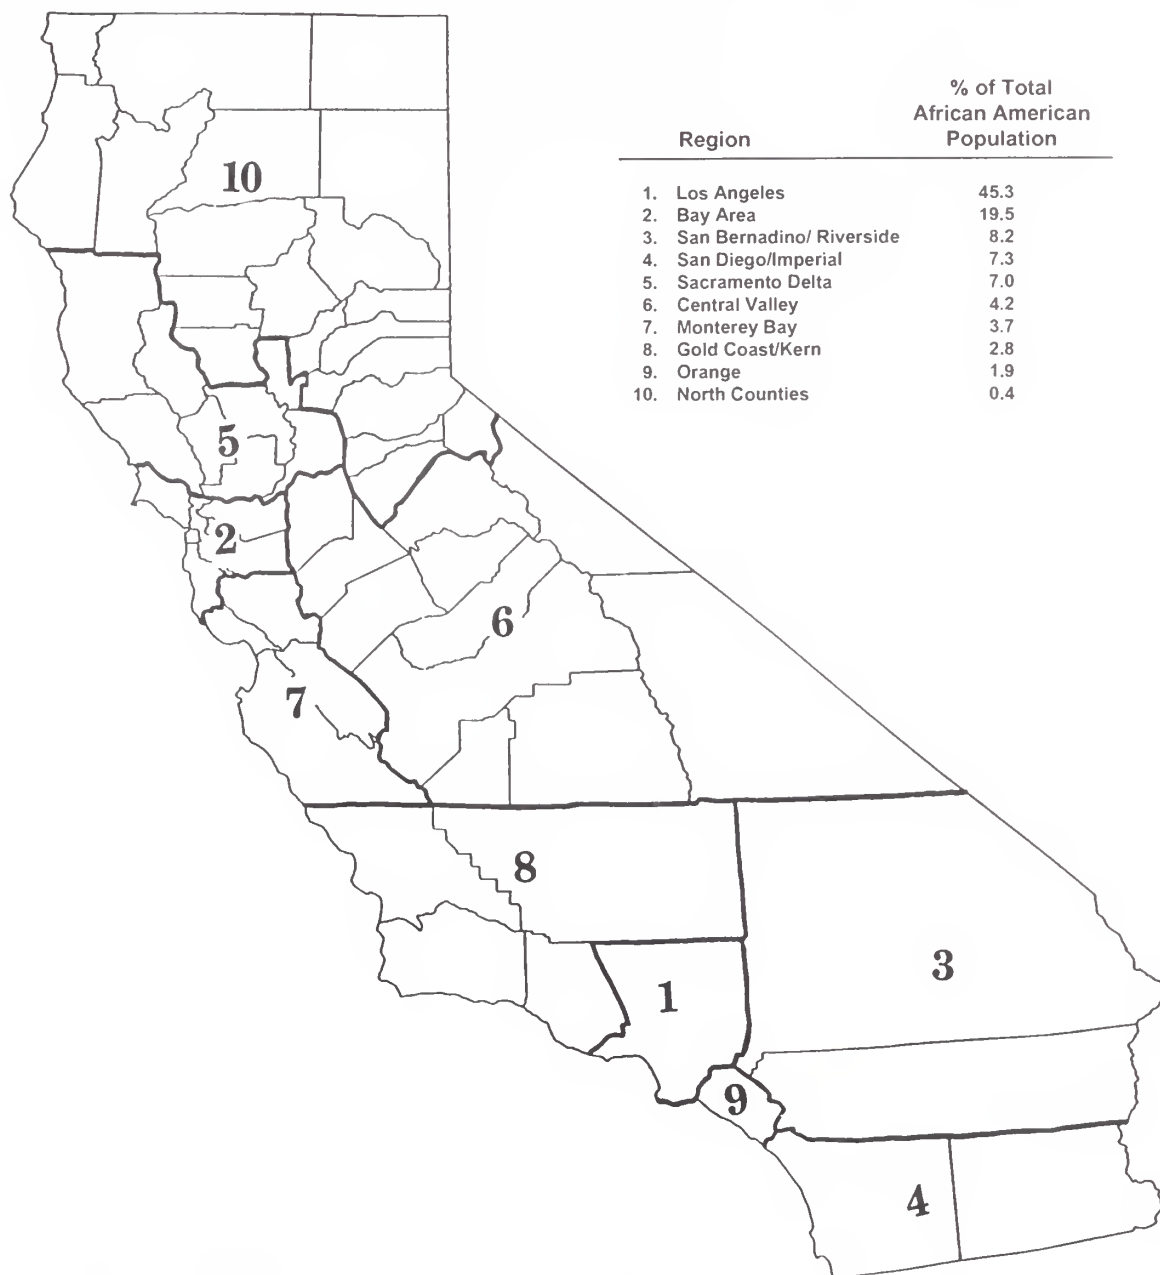 % of Total
African American
Region Population
1. Los Angeles 45.3
2. Bay Area 19.5
3. San Bernadino/ Riverside 8.2
4. San Diego/Imperial 7.3
5. Sacramento Delta 7.0
6. Central Valley 4.2
7. Monterey Bay 3.7
8. Gold Coast/Kern 2.8
9. Orange 1.9
10. North Counties 0.4
10
5
2
6
7
8
3
1
9
4